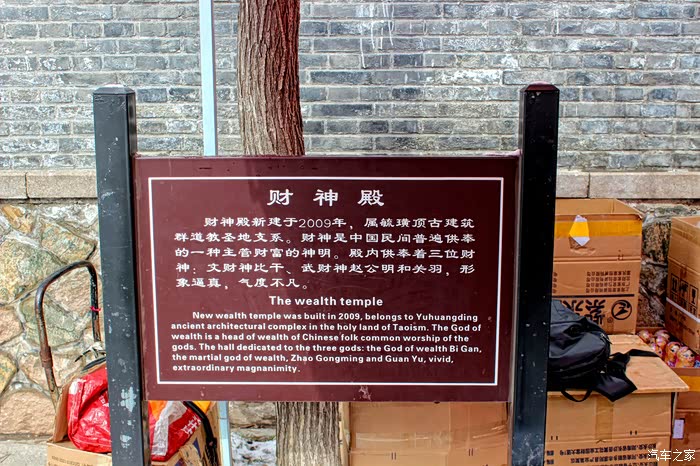 财神殿
财神殿新建于2009年，属毓璜顶古建筑
群道教圣地支系。财神是中国民间普遍供奉
的一种主管财富的神明。殿内供奉着三位财
神：文财神比干、武财神赵公明和关羽，形
象逼真，气度不凡。
The wealth temple
New wealth temple was built in 2009, belongs to Yuhuangding
ancient architectural complex in the holy land of Taoism. The God of
wealth is a head of wealth of Chinese folk common worship of the
gods. The hall dedicated to the three gods: the God of wealth Bi Gan,
the martial god of wealth, Zhao Gongming and Guan Yu, vivid,
extraordinary magnanimity.
汽车之家